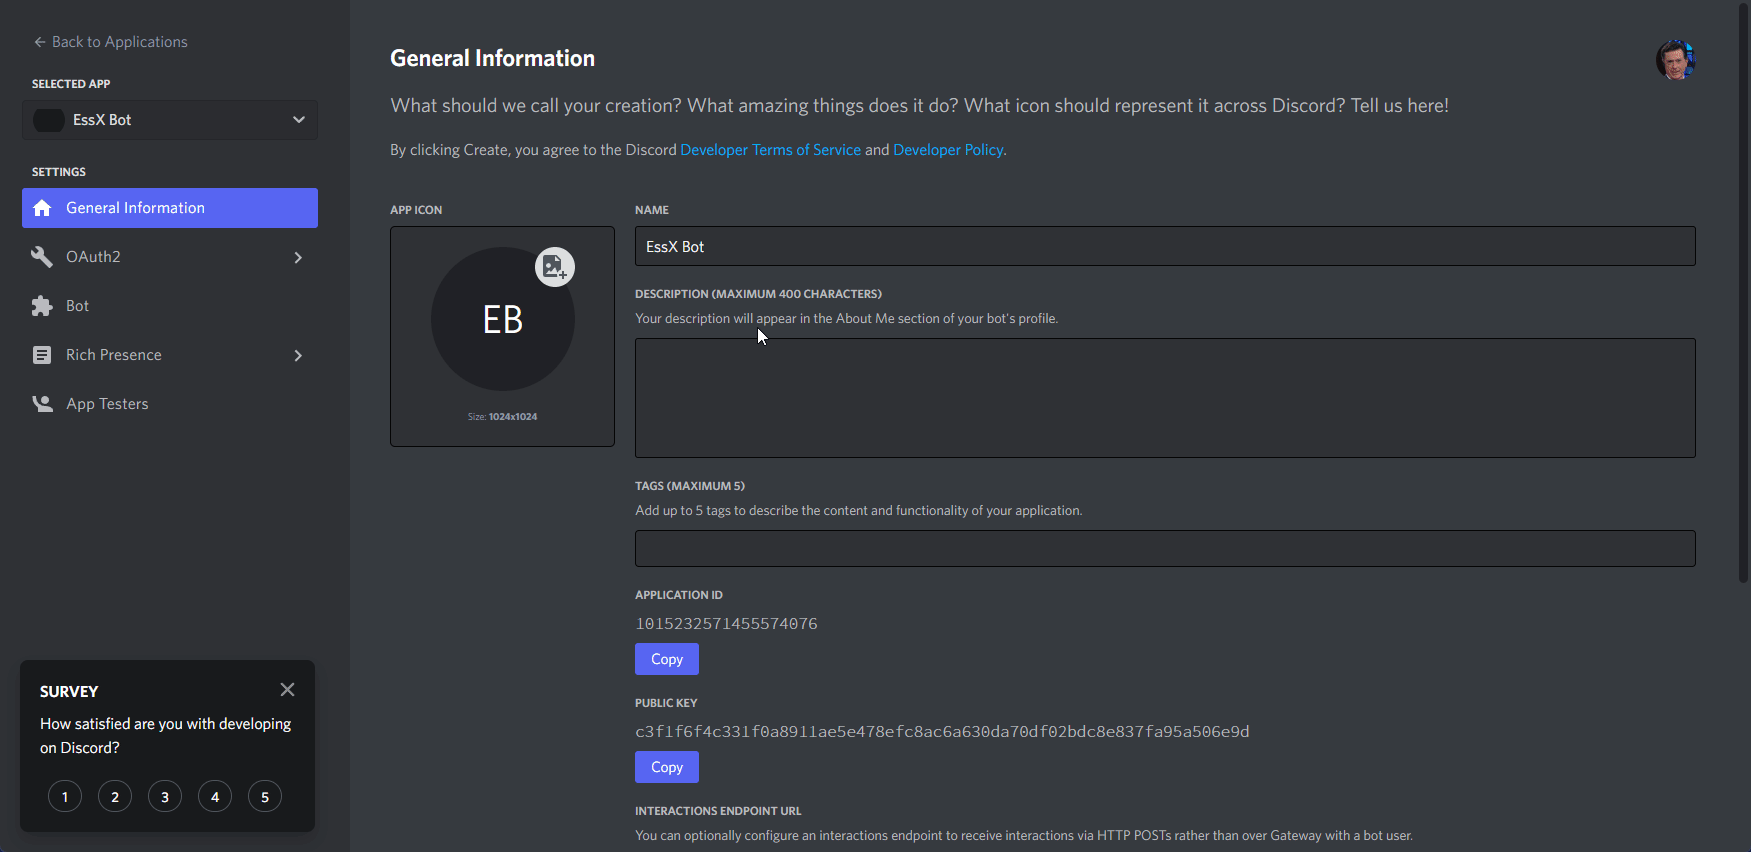 Back to Applications
SELECTED APP
EssX Bot
SETTINGS
General Information
OAuth2
Bot
Rich Presence
App Testers
SURVEY
How satisfied are you with developing
on Discord?
1 2 3 4 5
General Information
What should we call your creation? What amazing things does it do? What icon should represent it across Discord? Tell us here!
By clicking Create, you agree to the Discord Developer Terms of Service and Developer Policy.
APP ICON
EB
Size: 1024x1024
NAME
EssX Bot
DESCRIPTION (MAXIMUM 400 CHARACTERS)
Your description will appear in the About Me section of your bot's profile.
TAGS (MAXIMUM 5)
Add up to 5 tags to describe the content and functionality of your application.
APPLICATION ID
1015232571455574076
Copy
PUBLIC KEY
c3f1f6f4c331f0a8911ae5e478efc8ac6a630da70df02bdc8e837fa95a506e9d
Copy
INTERACTIONS ENDPOINT URL
You can optionally configure an interactions endpoint to receive interactions via HTTP POSTs rather than over Gateway with a bot user.